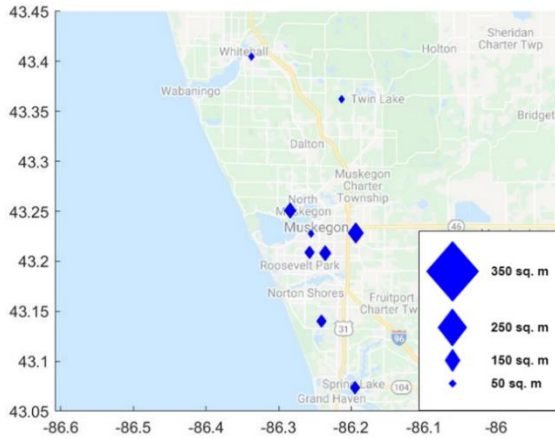 43.45
43.4
43.35
43.3
43.25
43.2
43.15
43.1
43.05
-86.6
-86.5
-86.4
-86.3
-86.2
-86.1
-86
Whitehall
Wabaningo
Twin Lake
Holton
Sheridan
Charter Twp
Bridget
Dalton
Muskegon
Charter
Township
North
Muskegon
Muskegon
Roosevelt Park
Norton Shores
Fruitport
Charter Twp
46
31
96
104
Spring Lake
Grand Haven
350 sq. m
250 sq. m
150 sq. m
50 sq. m